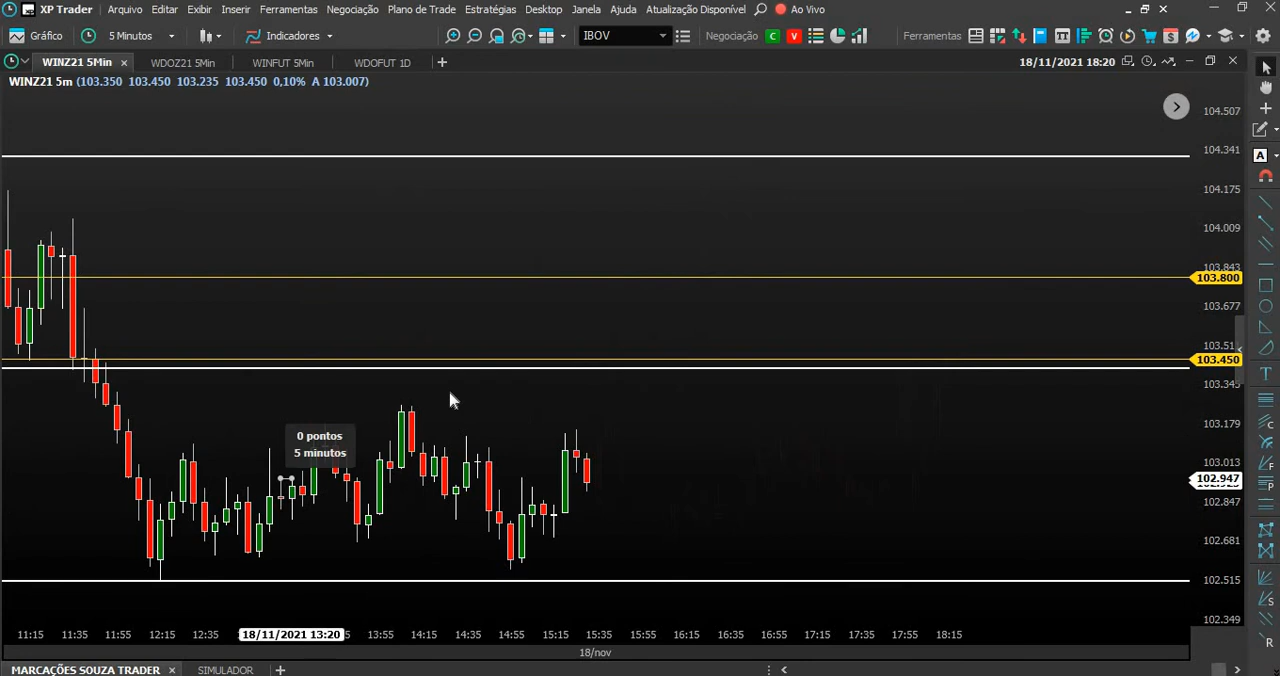 XP Trader Arquivo Editar Exibir Inserir Ferramentas Negociação Plano de Trade Estratégias Desktop Janela Ajuda Atualização Disponível Ao Vivo
Gráfico 5 Minutos Indicadores IBOV Negociação C V Ferramentas
WINZ21 5Min WDOZ21 5Min WINFUT 5Min WDOFUT 1D
18/11/2021 18:20
WINZ21 5m (103.350 103.450 103.235 103.450 0,10% A 103.007)
104.507
104.341
104.175
104.009
103.843
103.800
103.677
103.51
103.450
103.345
103.179
103.013
102.947
102.847
102.681
102.515
102.349
0 pontos
5 minutos
11:15 11:35 11:55 12:15 12:35 18/11/2021 13:20 13:55 14:15 14:35 14:55 15:15 15:35 15:55 16:15 16:35 16:55 17:15 17:35 17:55 18:15
18/nov
MARCAÇÕES SOUZA TRADER SIMULADOR